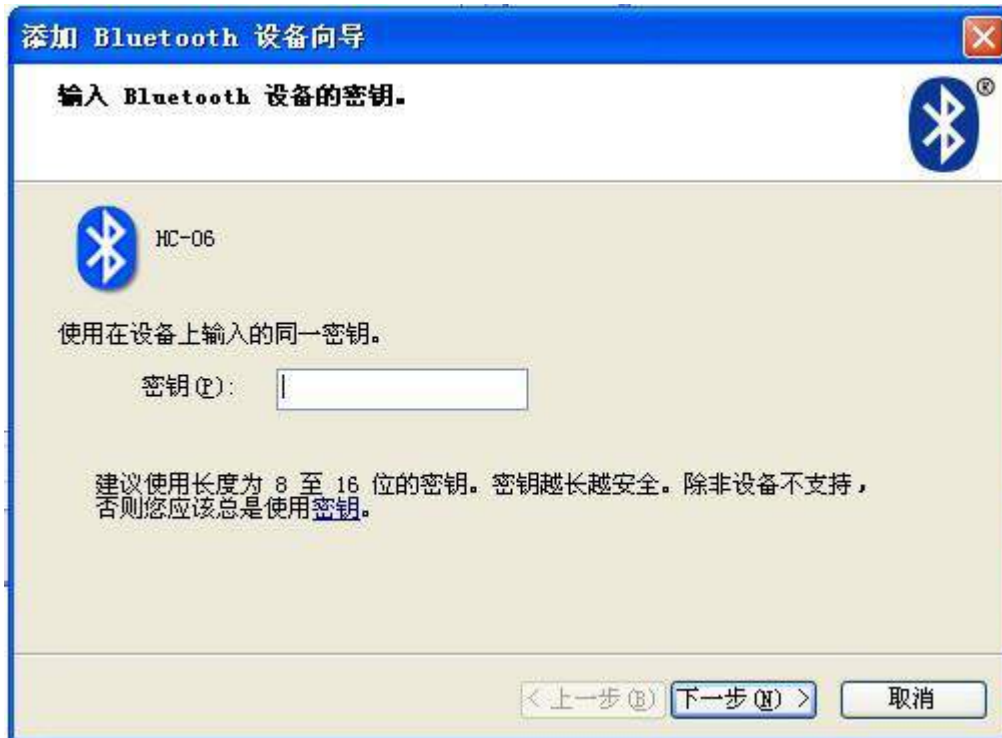 添加 Bluetooth 设备向导
输入 Bluetooth 设备的密钥。
®
HC-06
使用在设备上输入的同一密钥。
密钥(P):
建议使用长度为 8 至 16 位的密钥。密钥越长越安全。除非设备不支持，
否则您应该总是使用密钥。
< 上一步(B) 下一步(N) > 取消